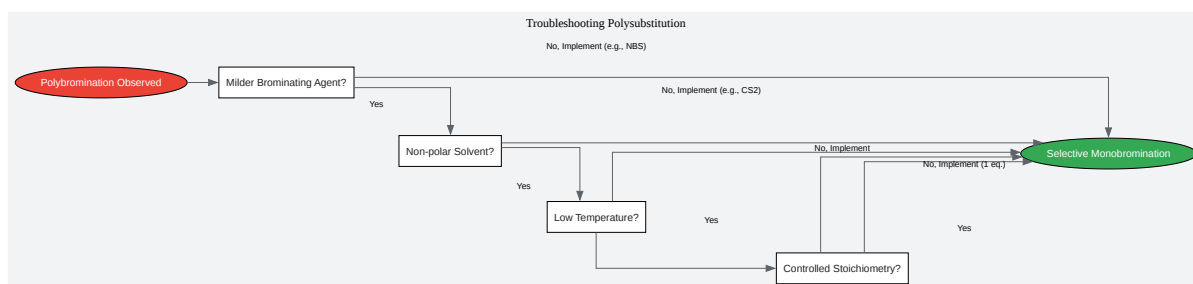 Troubleshooting Polysubstitution
No, Implement (e.g., NBS)
Polybromination Observed
Milder Brominating Agent?
No, Implement (e.g., CS2)
Yes
Non-polar Solvent?
No, Implement
Selective Monobromination
No, Implement (1 eq.)
Yes
Low Temperature?
Yes
Yes
Controlled Stoichiometry?